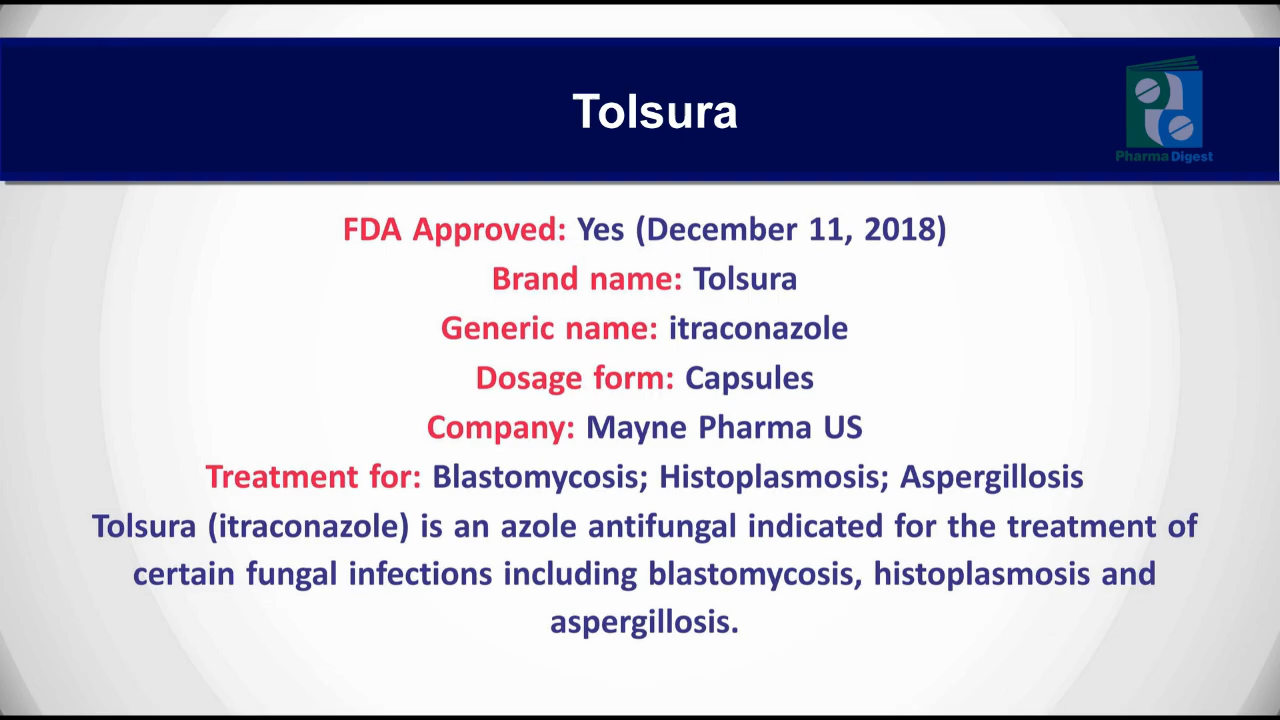 Tolsura
Pharma Digest
FDA Approved: Yes (December 11, 2018)
Brand name: Tolsura
Generic name: itraconazole
Dosage form: Capsules
Company: Mayne Pharma US
Treatment for: Blastomycosis; Histoplasmosis; Aspergillosis
Tolsura (itraconazole) is an azole antifungal indicated for the treatment of
certain fungal infections including blastomycosis, histoplasmosis and
aspergillosis.